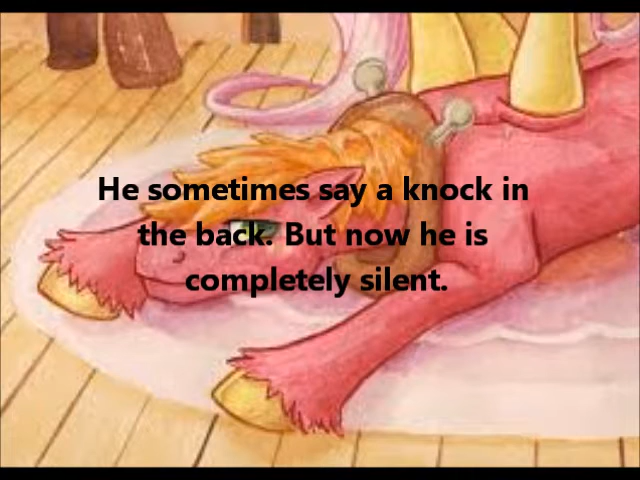 He sometimes say a knock in
the back. But now he is
completely silent.